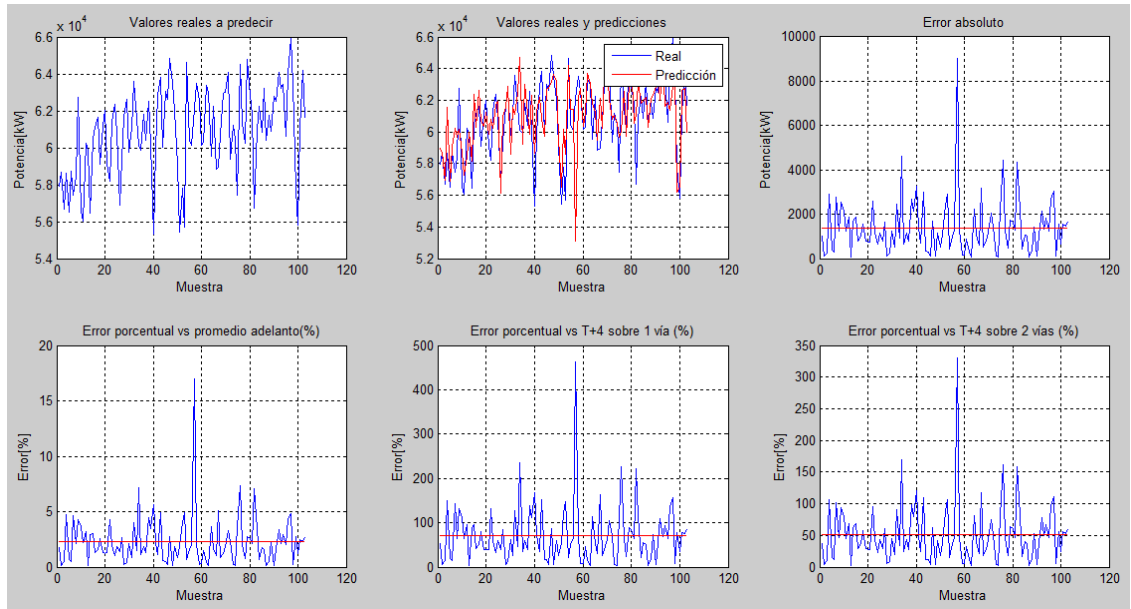 Valores reales a predecir
x 10⁴
6.6
6.4
6.2
6
5.8
5.6
5.4
0 20 40 60 80 100 120
Potencia[kW]
Muestra
Valores reales y predicciones
x 10⁴
6.6
6.4
6.2
6
5.8
5.6
5.4
5.2
0 20 40 60 80 100 120
Potencia[kW]
Muestra
Real
Predicción
Error absoluto
10000
8000
6000
4000
2000
0
0 20 40 60 80 100 120
Potencia[kW]
Muestra
Error porcentual vs promedio adelanto(%)
20
15
10
5
0
0 20 40 60 80 100 120
Error[%]
Muestra
Error porcentual vs T+4 sobre 1 vía (%)
500
400
300
200
100
0
0 20 40 60 80 100 120
Error[%]
Muestra
Error porcentual vs T+4 sobre 2 vías (%)
350
300
250
200
150
100
50
0
0 20 40 60 80 100 120
Error[%]
Muestra